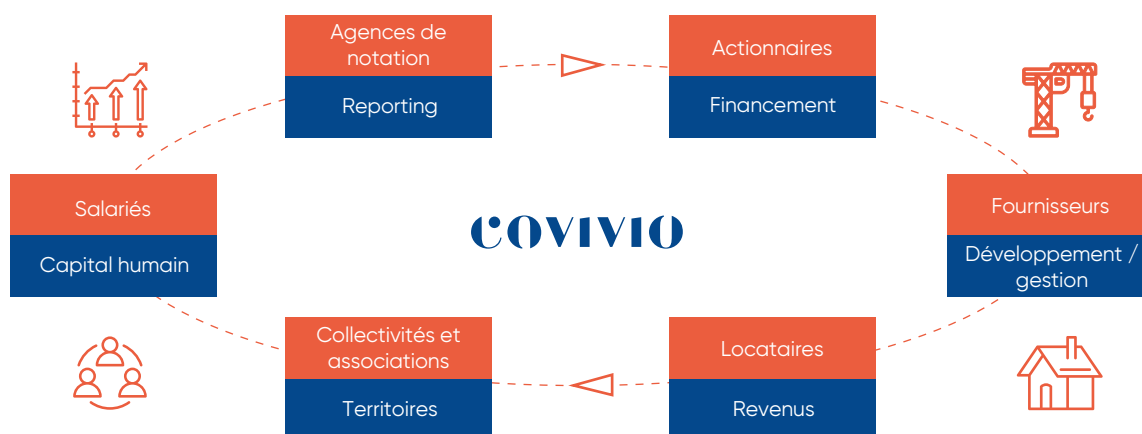 Agences de
notation
Reporting
Actionnaires
Financement
Salariés
Capital humain
COVIVIO
Fournisseurs
Développement /
gestion
Collectivités et
associations
Territoires
Locataires
Revenus